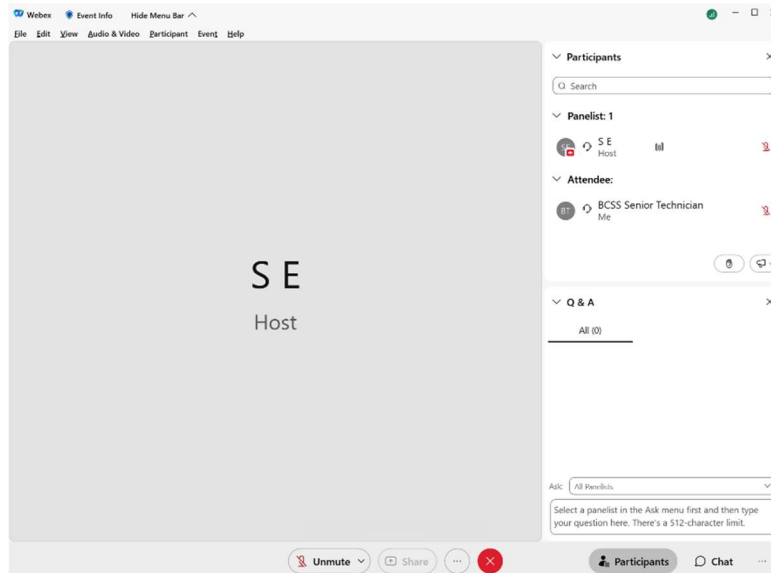 Webex Event Info Hide Menu Bar
File Edit View Audio & Video Participant Event Help
S E
Host
Participants
Search
Panelist: 1
SE
S E
Host
Attendee:
BT
BCSS Senior Technician
Me
Q & A
All (0)
Ask: All Panelists
Select a panelist in the Ask menu first and then type
your question here. There's a 512-character limit.
Unmute Share
Participants Chat